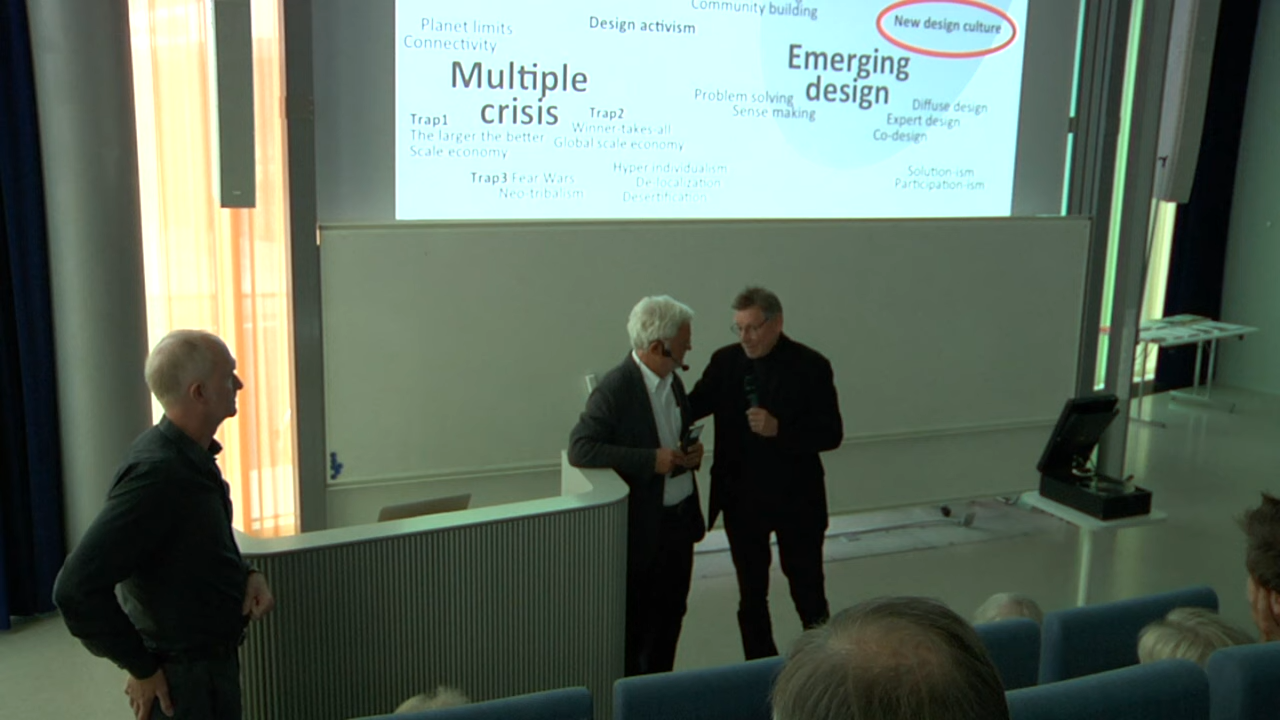 Community building
New design culture
Planet limits
Design activism
Connectivity
Multiple
crisis
Emerging
design
Problem solving
Sense making
Diffuse design
Expert design
Co-design
Trap1
The larger the better
Scale economy
Trap2
Winner-takes-all
Global scale economy
Trap3 Fear Wars
Neo-tribalism
Hyper individualism
De-localization
Desertification
Solution-ism
Participation-ism